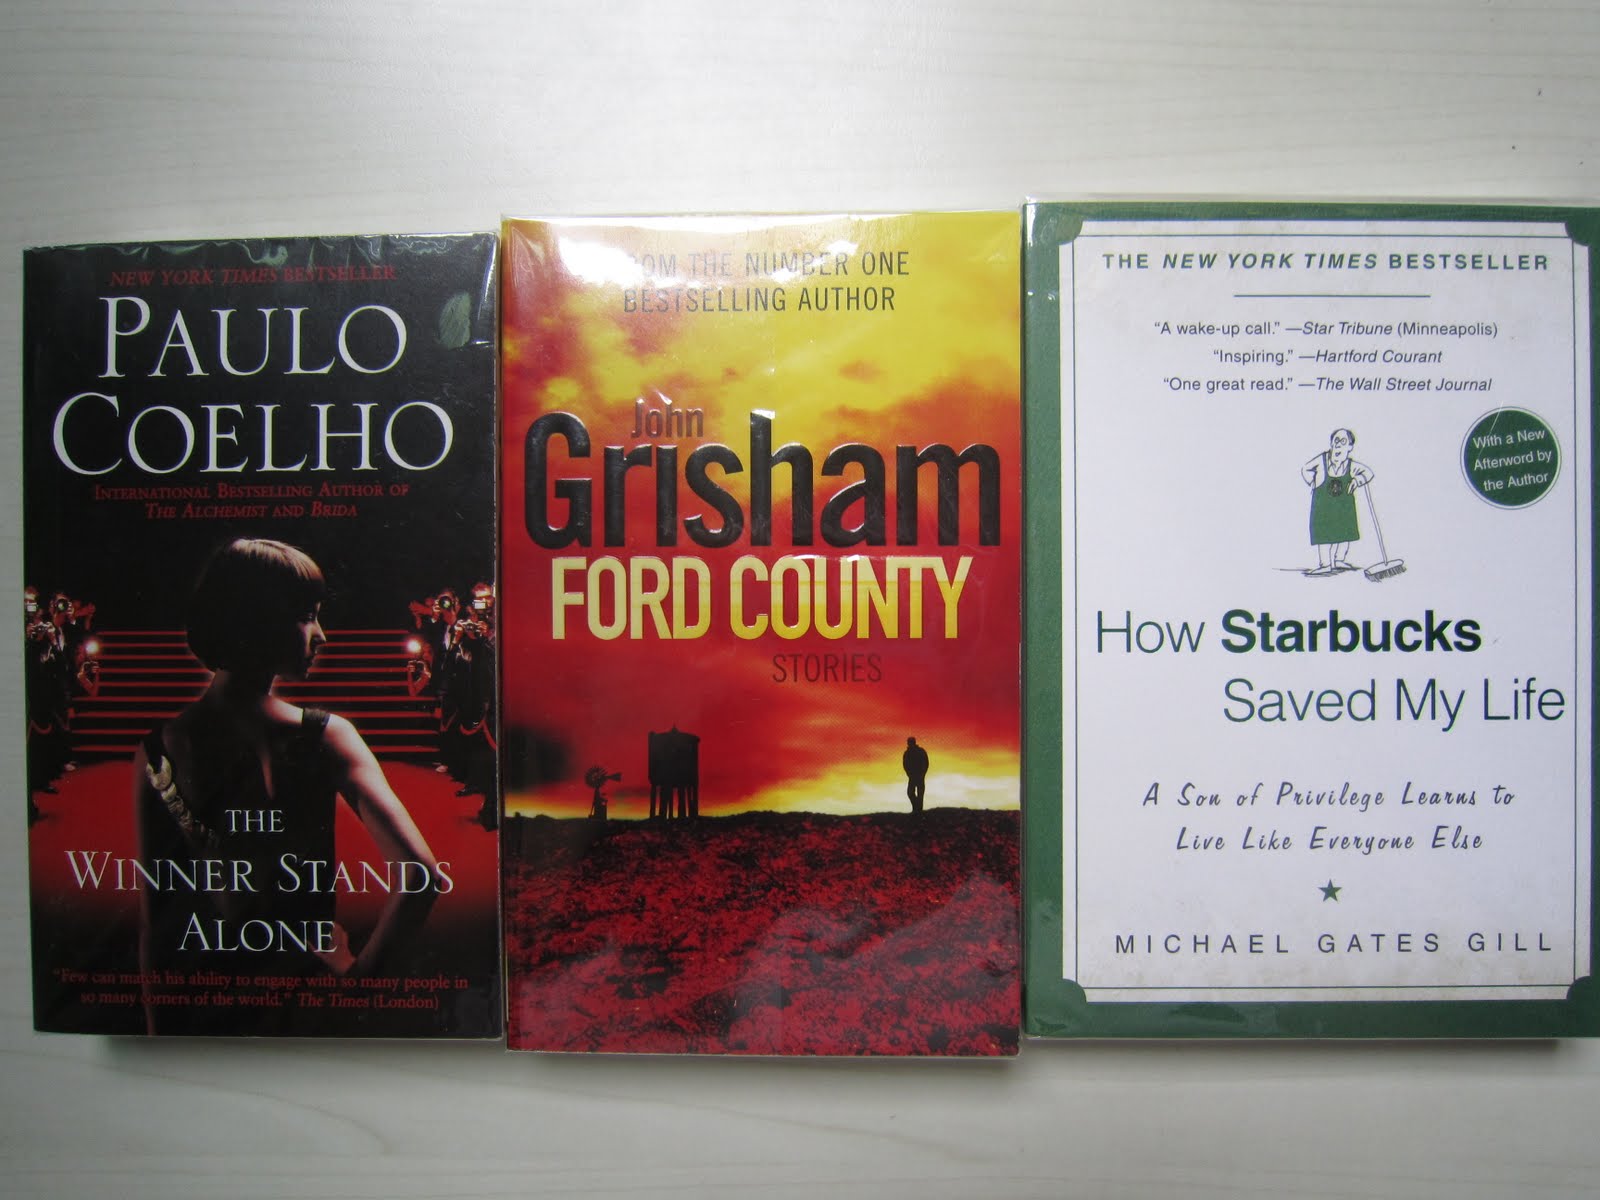 NEW YORK TIMES BESTSELLER
PAULO
COELHO
INTERNATIONAL BESTSELLING AUTHOR OF
THE ALCHEMIST AND BRIDA
THE
WINNER STANDS
ALONE
"Few can match his ability to engage with so many people in
so many corners of the world." The Times (London)
FROM THE NUMBER ONE
BESTSELLING AUTHOR
John
Grisham
FORD COUNTY
STORIES
THE NEW YORK TIMES BESTSELLER
“A wake-up call.” —Star Tribune (Minneapolis)
“Inspiring.” —Hartford Courant
“One great read.” —The Wall Street Journal
With a New
Afterword by
the Author
How Starbucks
Saved My Life
A Son of Privilege Learns to
Live Like Everyone Else
MICHAEL GATES GILL